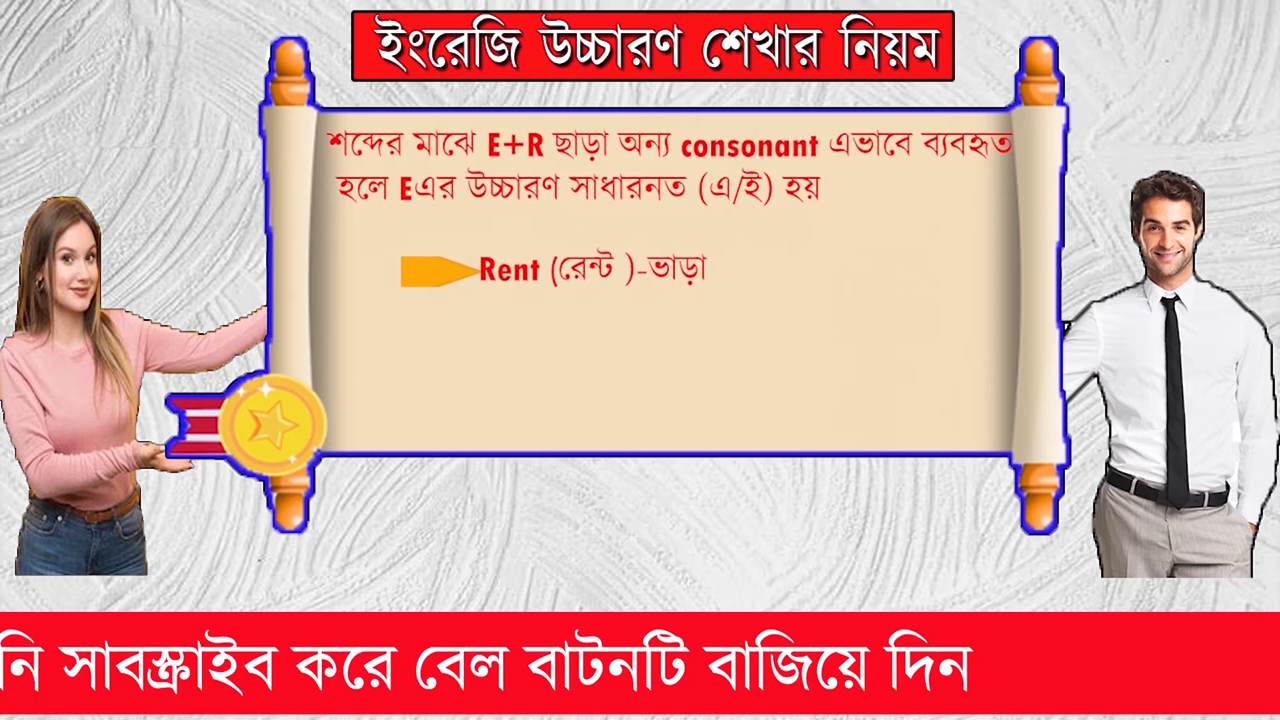 ইংরেজি উচ্চারণ শেখার নিয়ম
শব্দের মাঝে E+R ছাড়া অন্য consonant এভাবে ব্যবহৃত
হলে Eএর উচ্চারণ সাধারনত (এ/ই) হয়
Rent (রেন্ট )-ভাড়া
নি সাবস্ক্রাইব করে বেল বাটনটি বাজিয়ে দিন